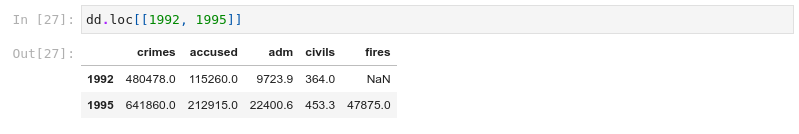 In [27]: dd.loc[[1992, 1995]]
Out[27]: crimes accused adm civils fires
1992 480478.0 115260.0 9723.9 364.0 NaN
1995 641860.0 212915.0 22400.6 453.3 47875.0